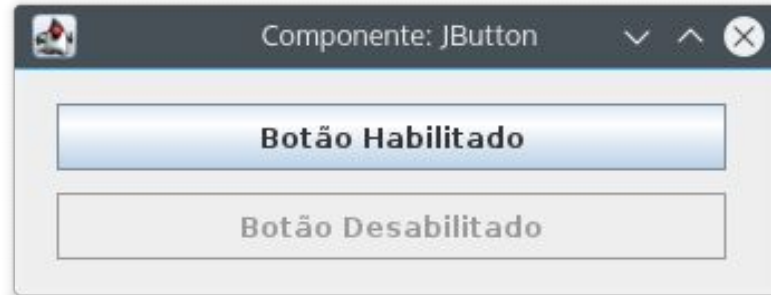 Componente: JButton
Botão Habilitado
Botão Desabilitado